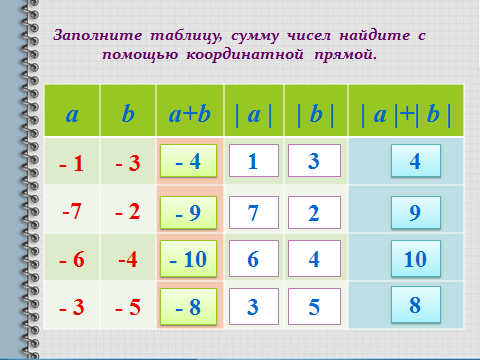 Заполните таблицу, сумму чисел найдите с
помощью координатной прямой.
a b a+b | a | | b | | a |+| b |
- 1 - 3 - 4 1 3 4
-7 - 2 - 9 7 2 9
- 6 -4 - 10 6 4 10
- 3 - 5 - 8 3 5 8